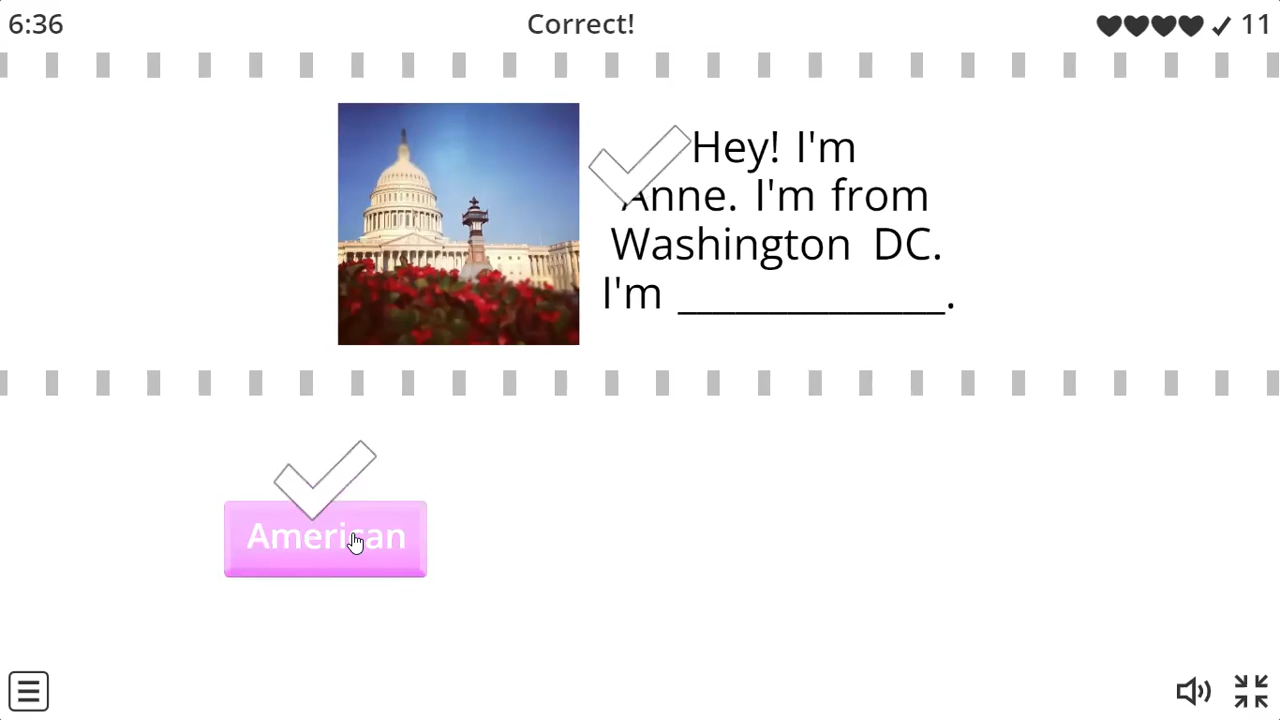 6:36
Correct!
11
Hey! I'm
Anne. I'm from
Washington DC.
I'm _____________.
American